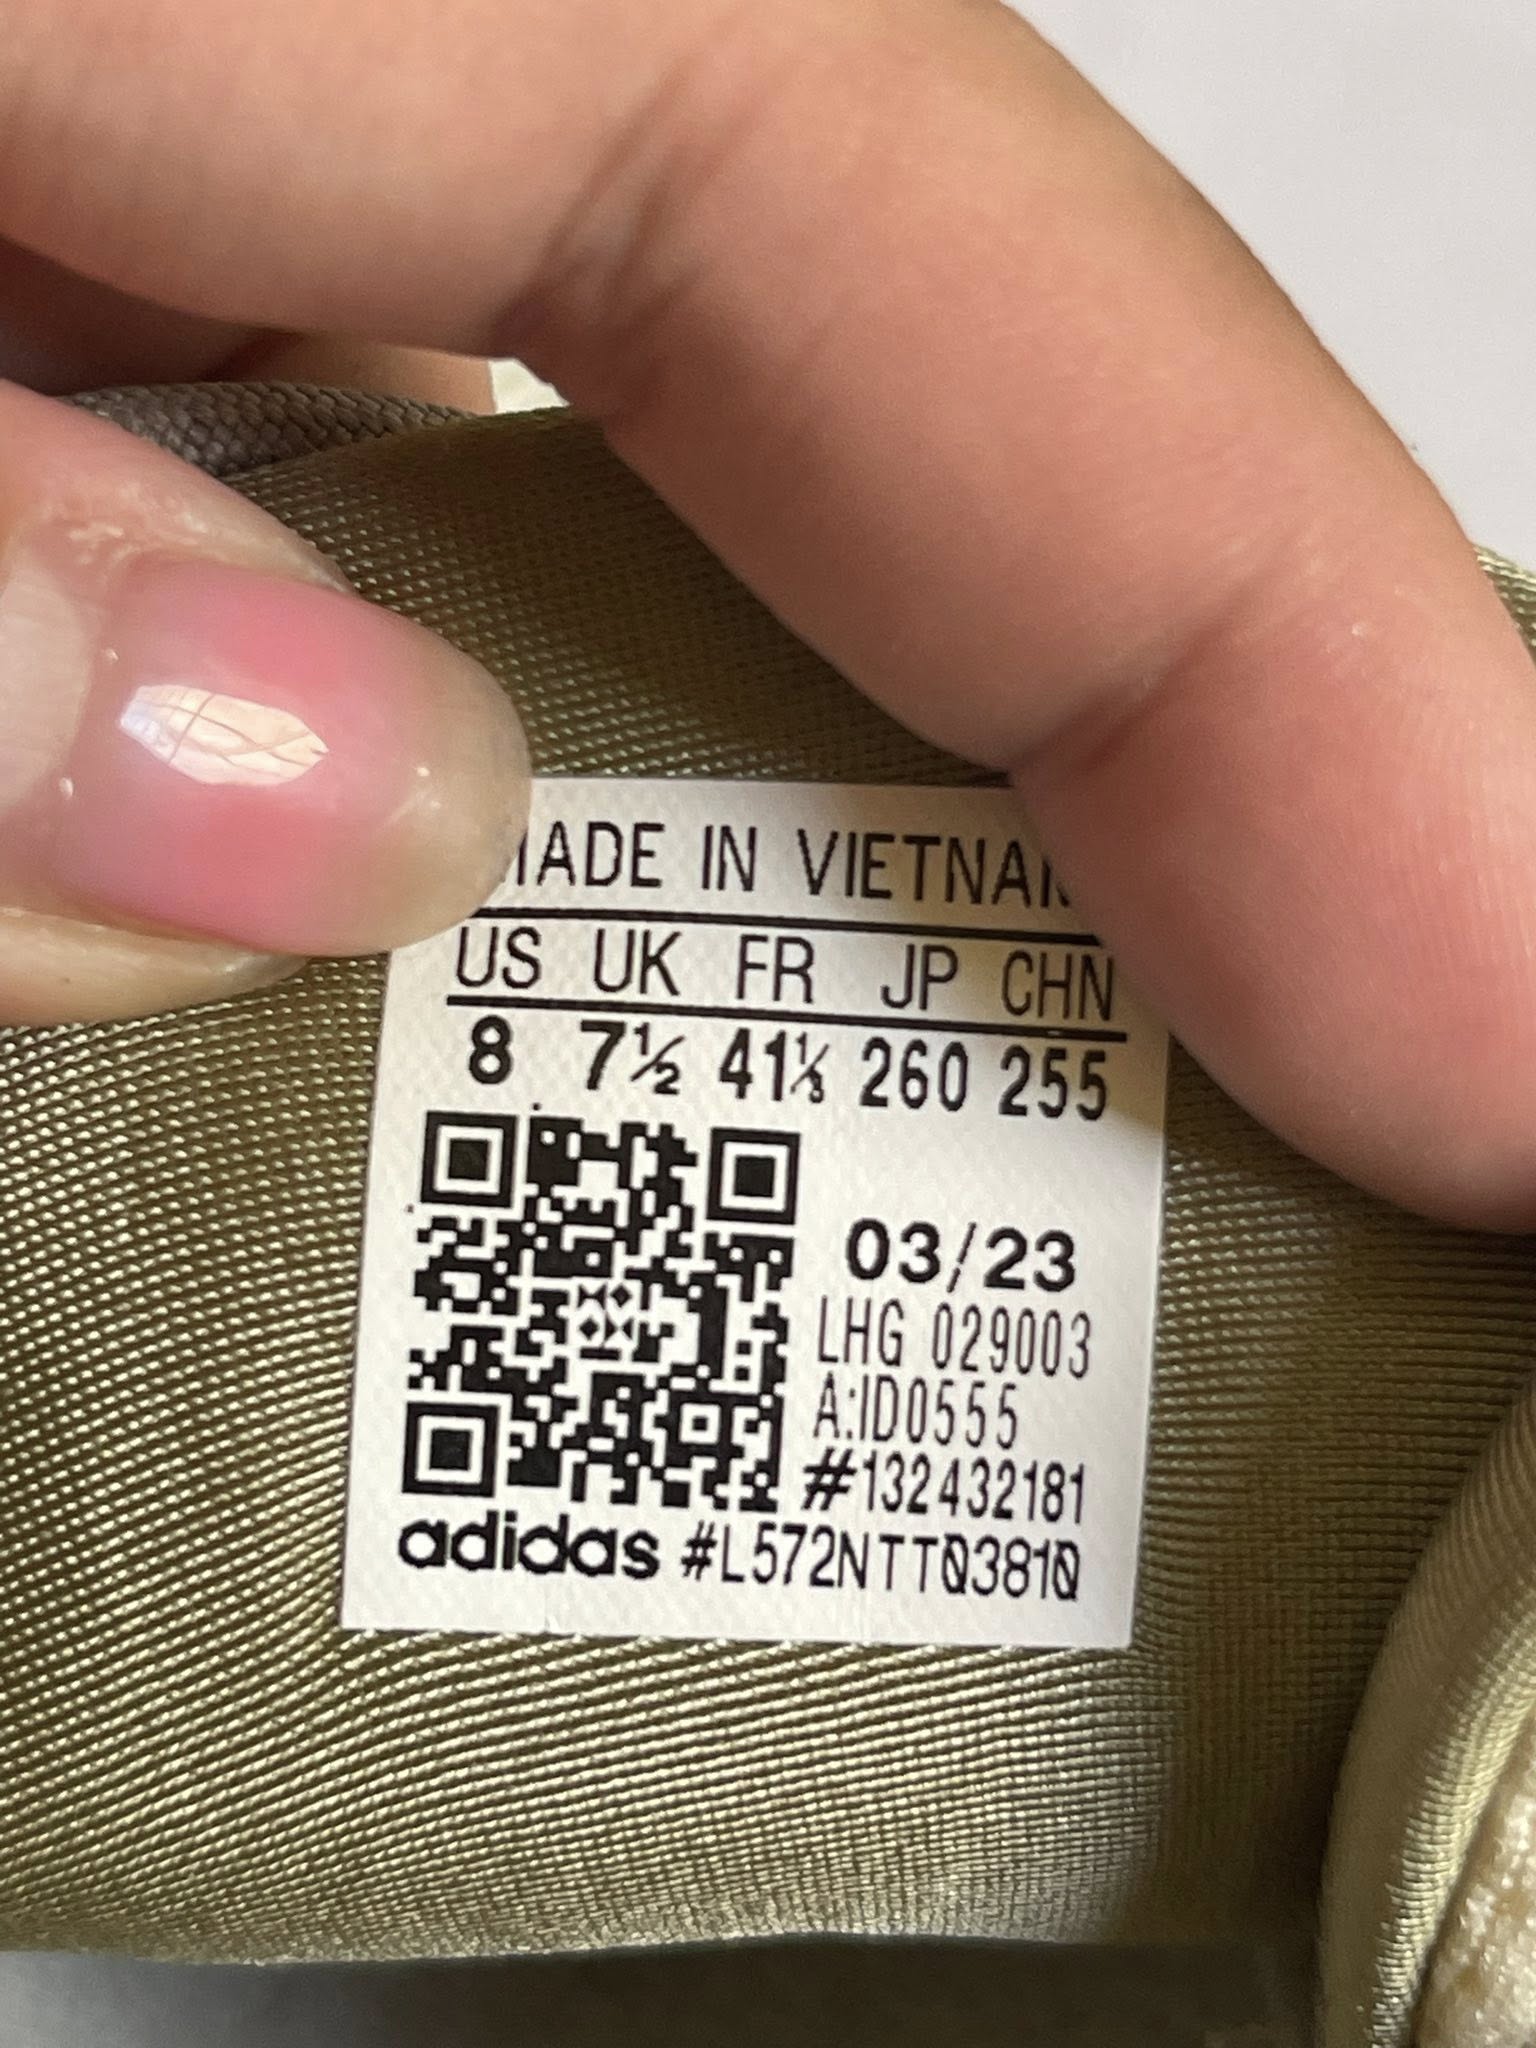 MADE IN VIETNAM
US UK FR JP CHN
8 7½ 41⅓ 260 255
03/23
LHG 029003
A:ID0555
#132432181
adidas #L572NTT03810